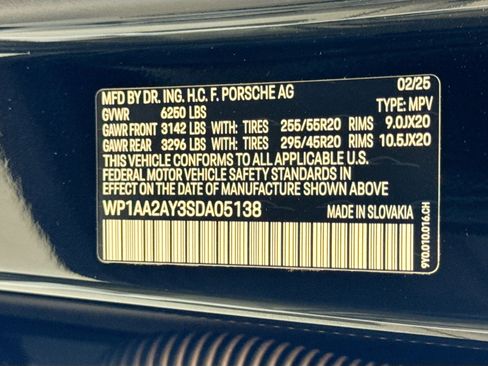 MFD BY DR. ING. H.C. F. PORSCHE AG 02/25
GVWR 6250 LBS TYPE: MPV
GAWR FRONT 3142 LBS WITH: TIRES 255/55R20 RIMS 9.0JX20
GAWR REAR 3296 LBS WITH: TIRES 295/45R20 RIMS 10.5JX20
THIS VEHICLE CONFORMS TO ALL APPLICABLE
FEDERAL MOTOR VEHICLE SAFETY STANDARDS IN
EFFECT ON THE DATE OF MANUFACTURE SHOWN ABOVE
WP1AA2AY3SDA05138 MADE IN SLOVAKIA
9Y0.010.016.CH